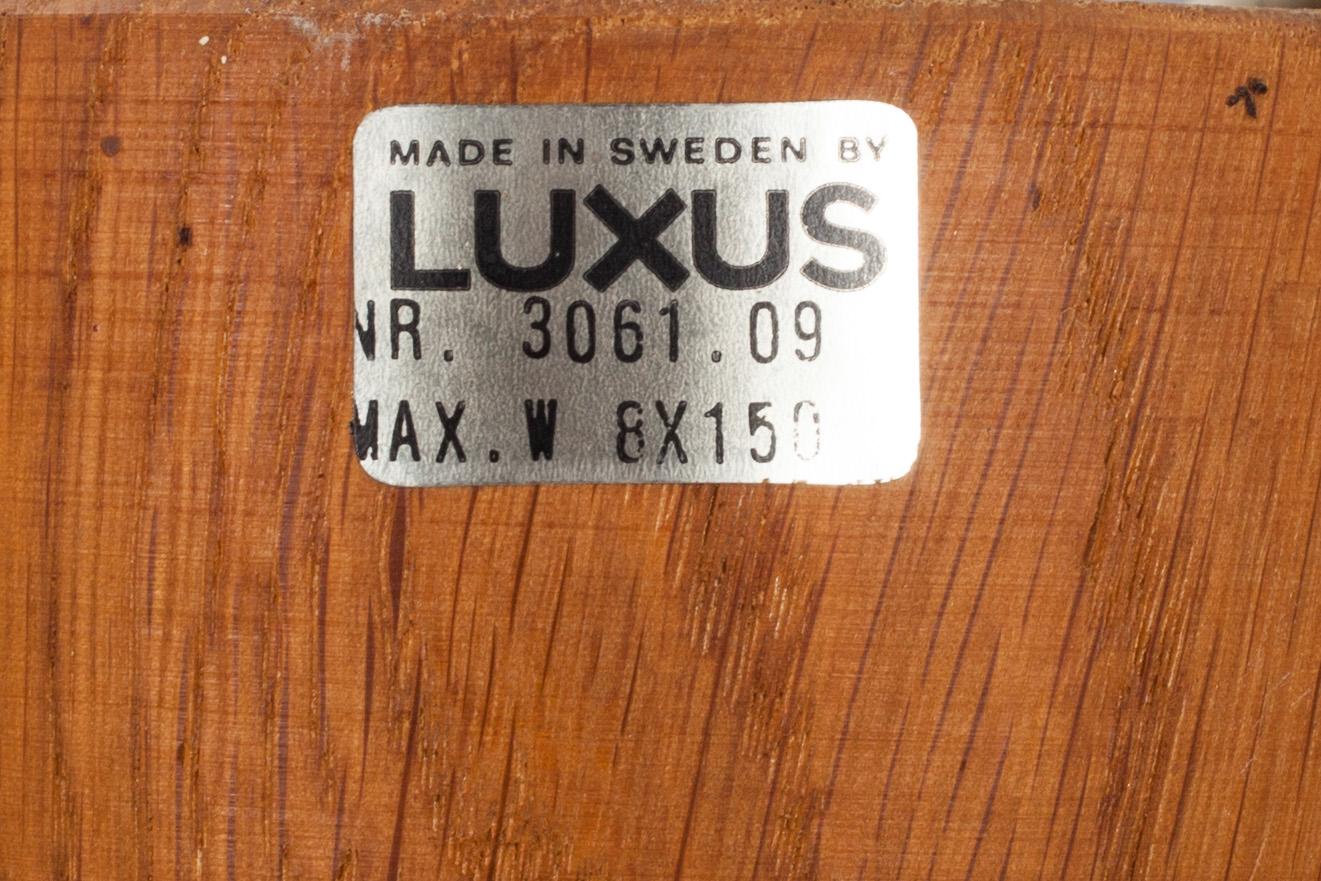 MADE IN SWEDEN BY
LUXUS
NR. 3061.09
MAX.W 8X150